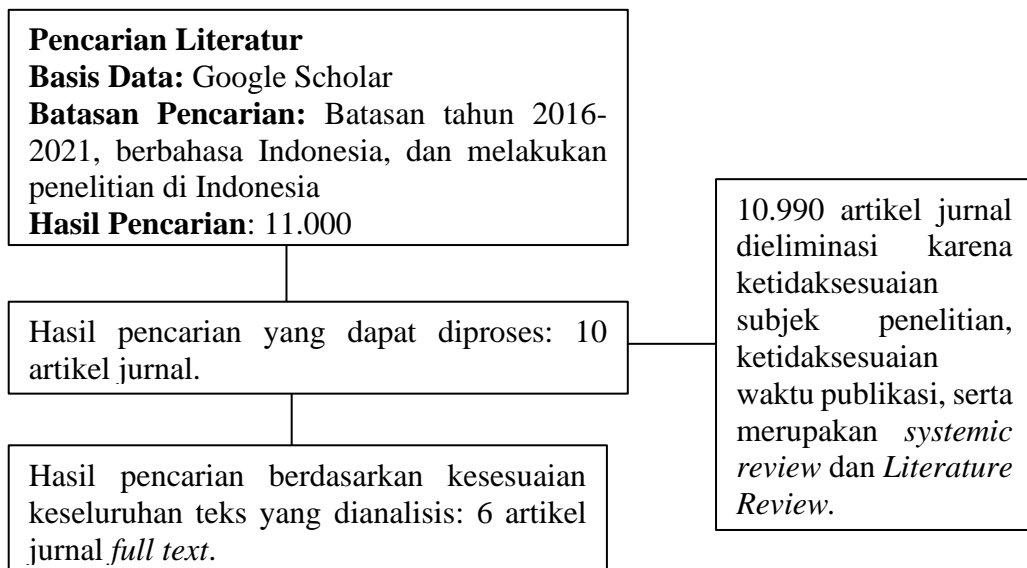 Pencarian Literatur
Basis Data: Google Scholar
Batasan Pencarian: Batasan tahun 2016-
2021, berbahasa Indonesia, dan melakukan
penelitian di Indonesia
Hasil Pencarian: 11.000
Hasil pencarian yang dapat diproses: 10
artikel jurnal.
10.990 artikel jurnal
dieliminasi karena
ketidaksesuaian
subjek penelitian,
ketidaksesuaian
waktu publikasi, serta
merupakan systemic
review dan Literature
Review.
Hasil pencarian berdasarkan kesesuaian
keseluruhan teks yang dianalisis: 6 artikel
jurnal full text.